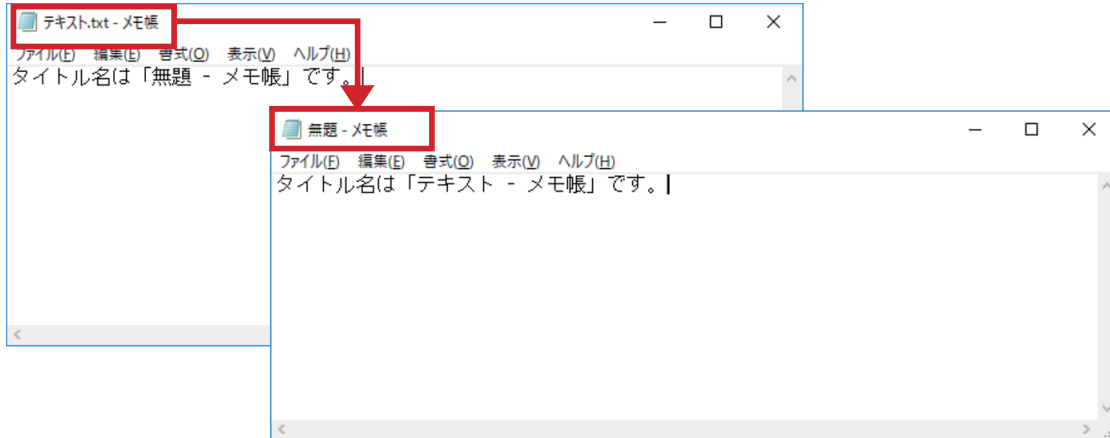 テキスト.txt - メモ帳
ファイル(F) 編集(E) 書式(O) 表示(V) ヘルプ(H)
タイトル名は「無題 - メモ帳」です。
無題 - メモ帳
ファイル(F) 編集(E) 書式(O) 表示(V) ヘルプ(H)
タイトル名は「テキスト - メモ帳」です。